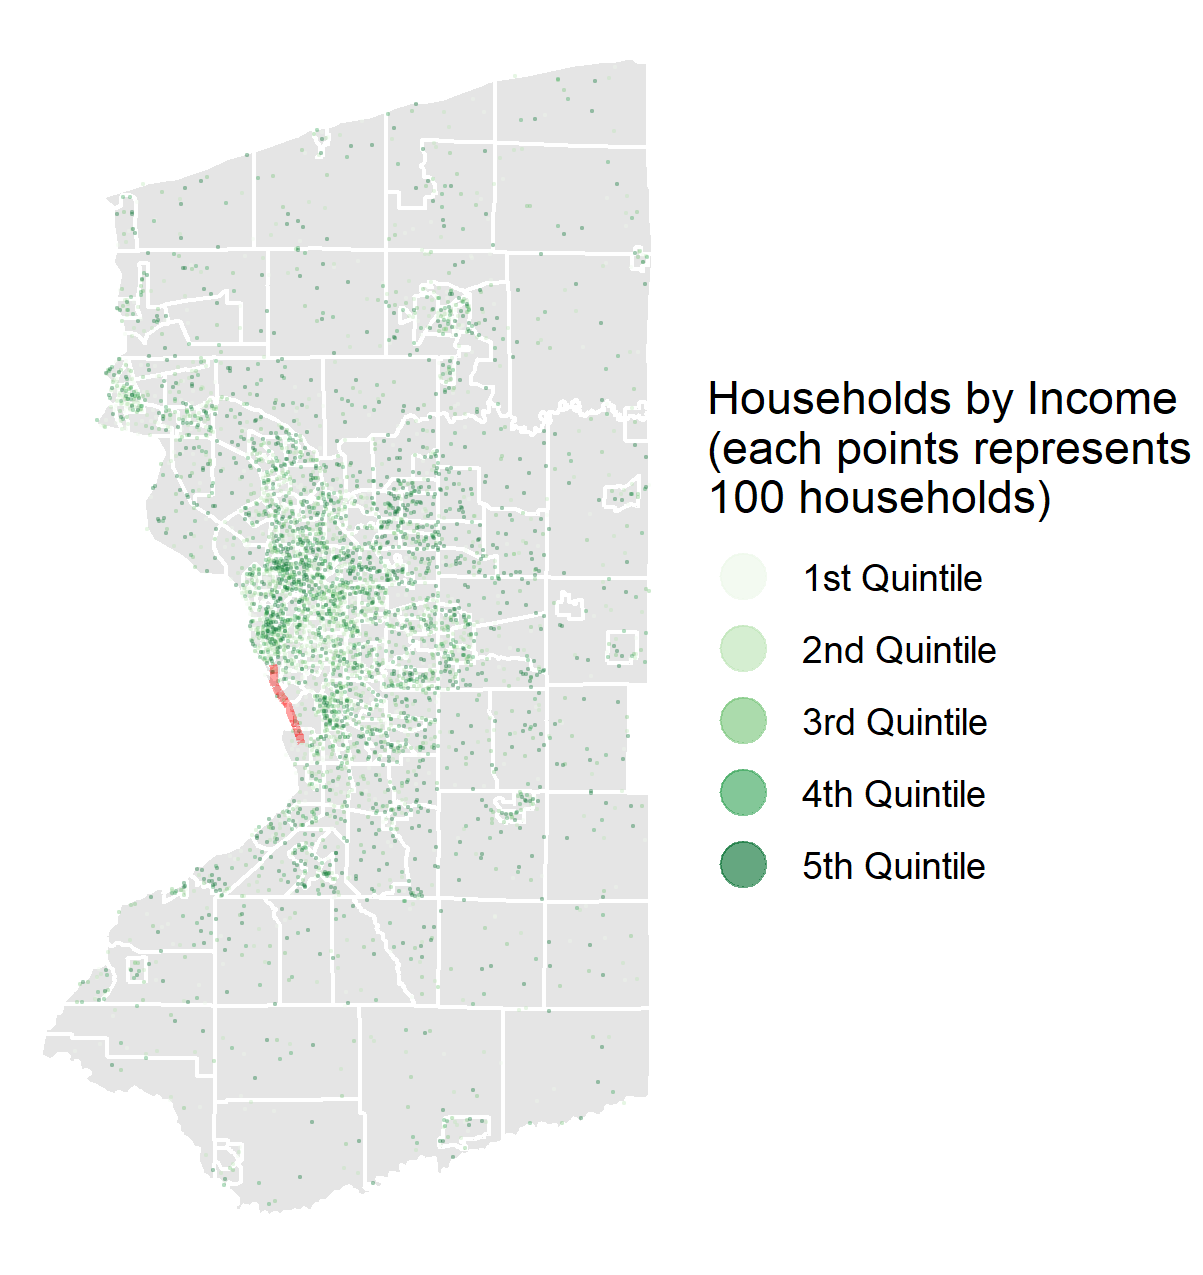 Households by Income
(each points represents
100 households)
1st Quintile
2nd Quintile
3rd Quintile
4th Quintile
5th Quintile